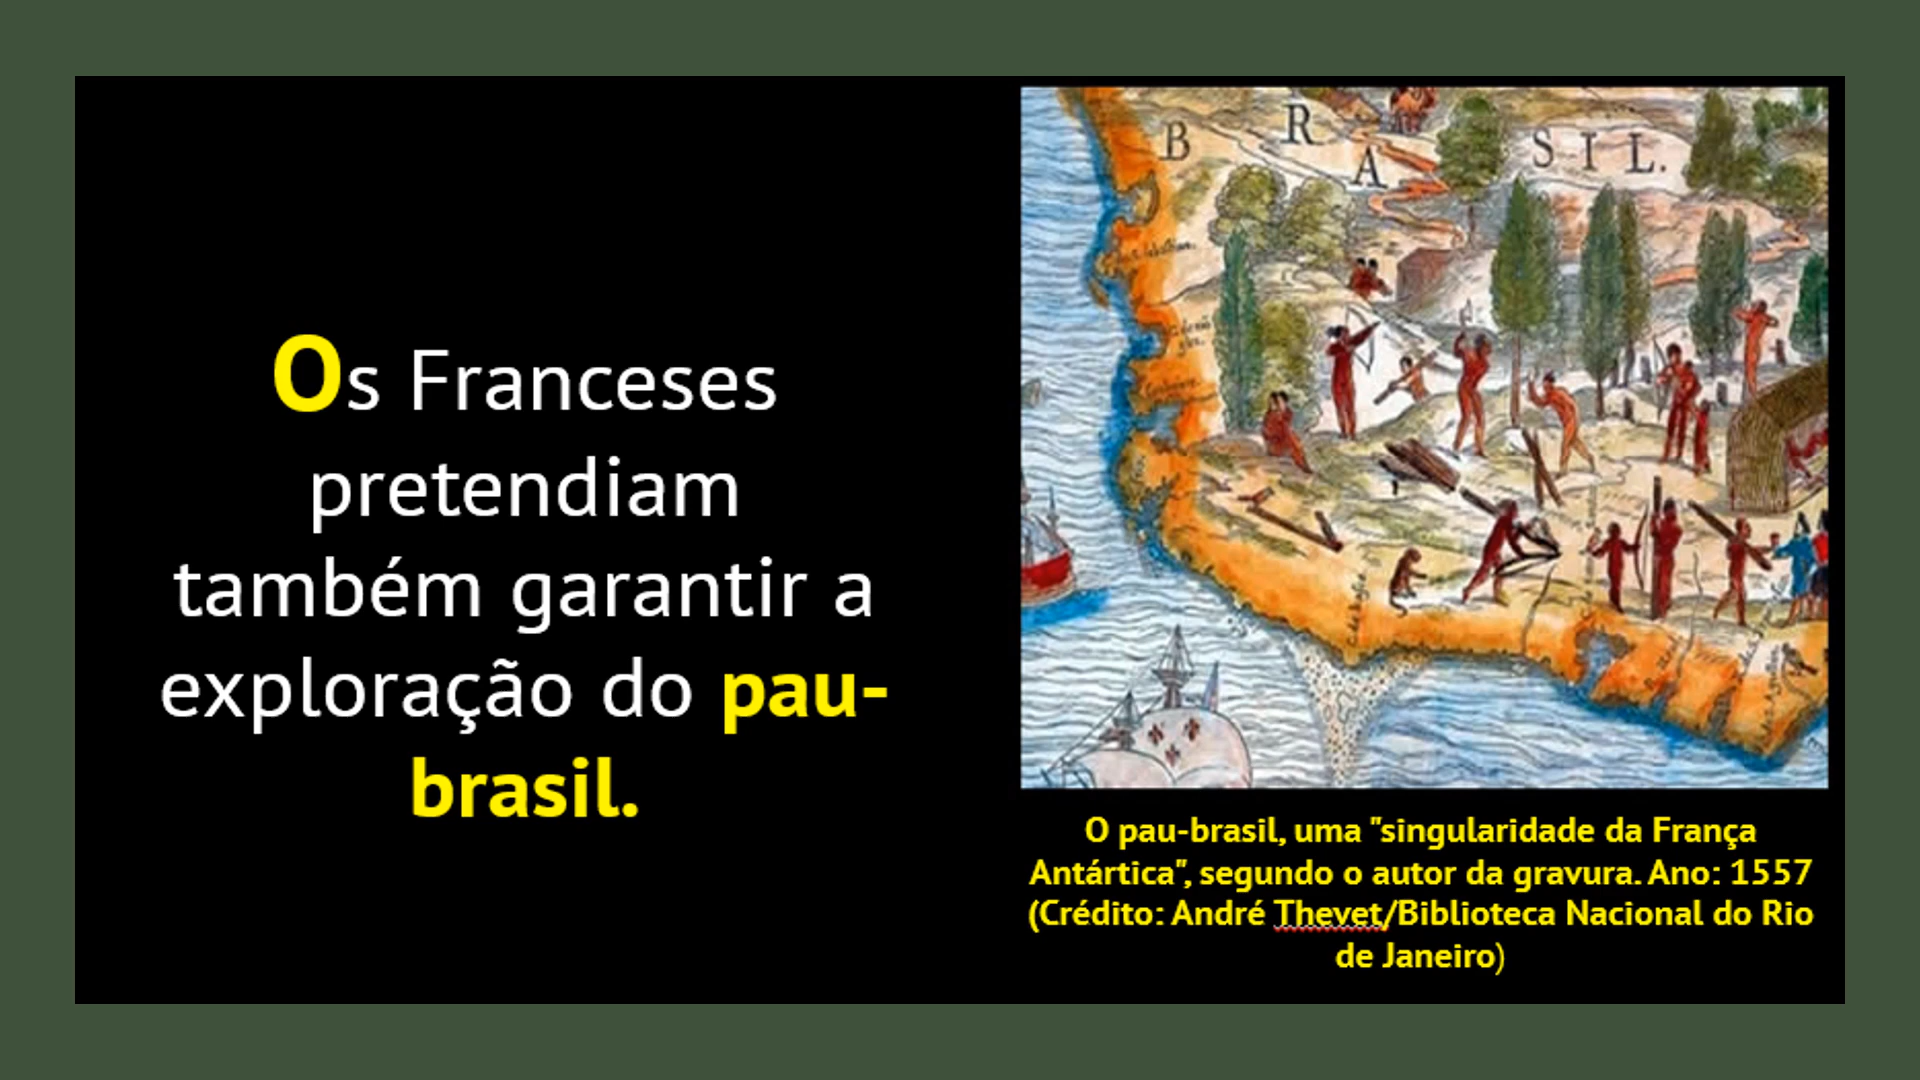 Os Franceses
pretendiam
também garantir a
exploração do pau-
brasil.
B R A S I L.
O pau-brasil, uma "singularidade da França
Antártica", segundo o autor da gravura. Ano: 1557
(Crédito: André Thevet/Biblioteca Nacional do Rio
de Janeiro)